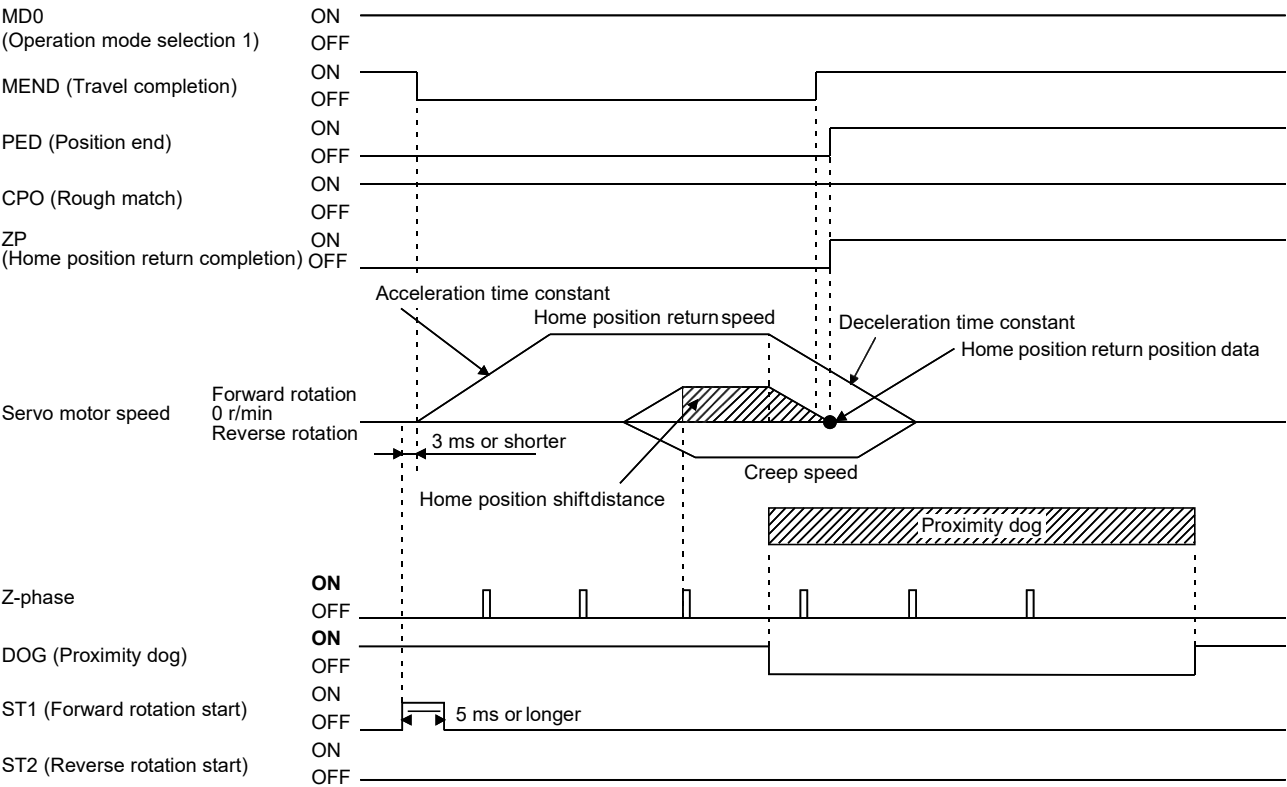 MD0 ON
(Operation mode selection 1) OFF
MEND (Travel completion) ON
OFF
PED (Position end) ON
OFF
CPO (Rough match) ON
OFF
ZP ON
(Home position return completion) OFF
Acceleration time constant
Home position return speed
Deceleration time constant
Home position return position data
Servo motor speed
Forward rotation
0 r/min
Reverse rotation
3 ms or shorter
Creep speed
Home position shift distance
Proximity dog
Z-phase ON
OFF
DOG (Proximity dog) ON
OFF
ST1 (Forward rotation start) ON
OFF
5 ms or longer
ST2 (Reverse rotation start) ON
OFF